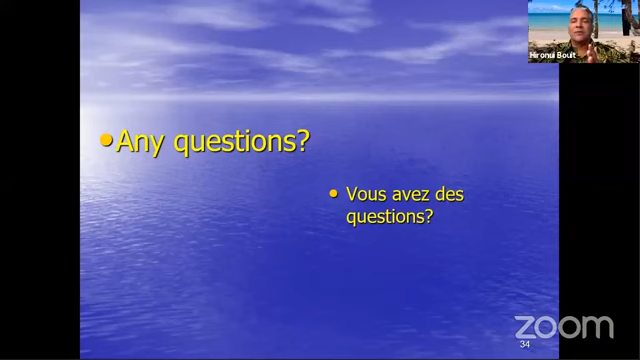 Hironui Bouit
•Any questions?
• Vous avez des
questions?
zoom
34